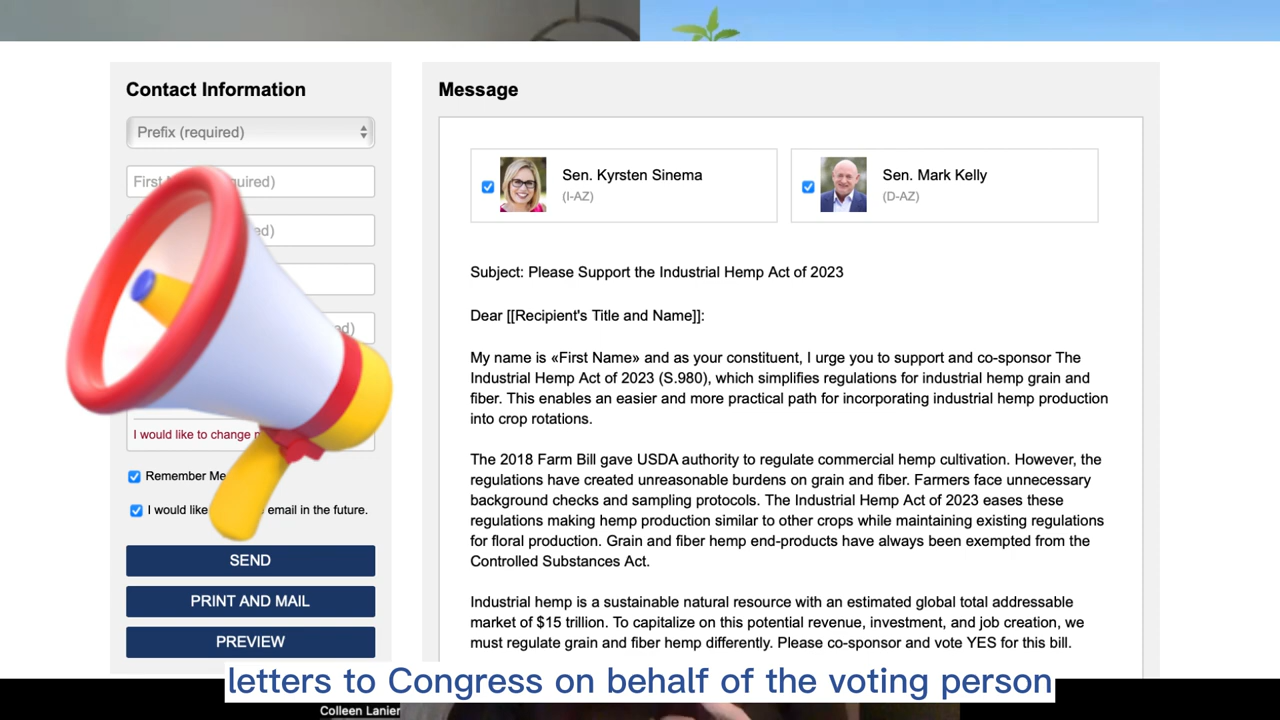 Contact Information
Prefix (required)
First
quired)
ed)
ed)
I would like to change
Remember Me
I would like
email in the future.
SEND
PRINT AND MAIL
PREVIEW
Message
Sen. Kyrsten Sinema
(I-AZ)
Sen. Mark Kelly
(D-AZ)
Subject: Please Support the Industrial Hemp Act of 2023
Dear [[Recipient's Title and Name]]:
My name is «First Name» and as your constituent, I urge you to support and co-sponsor The
Industrial Hemp Act of 2023 (S.980), which simplifies regulations for industrial hemp grain and
fiber. This enables an easier and more practical path for incorporating industrial hemp production
into crop rotations.
The 2018 Farm Bill gave USDA authority to regulate commercial hemp cultivation. However, the
regulations have created unreasonable burdens on grain and fiber. Farmers face unnecessary
background checks and sampling protocols. The Industrial Hemp Act of 2023 eases these
regulations making hemp production similar to other crops while maintaining existing regulations
for floral production. Grain and fiber hemp end-products have always been exempted from the
Controlled Substances Act.
Industrial hemp is a sustainable natural resource with an estimated global total addressable
market of $15 trillion. To capitalize on this potential revenue, investment, and job creation, we
must regulate grain and fiber hemp differently. Please co-sponsor and vote YES for this bill.
letters to Congress on behalf of the voting person
Colleen Lanier